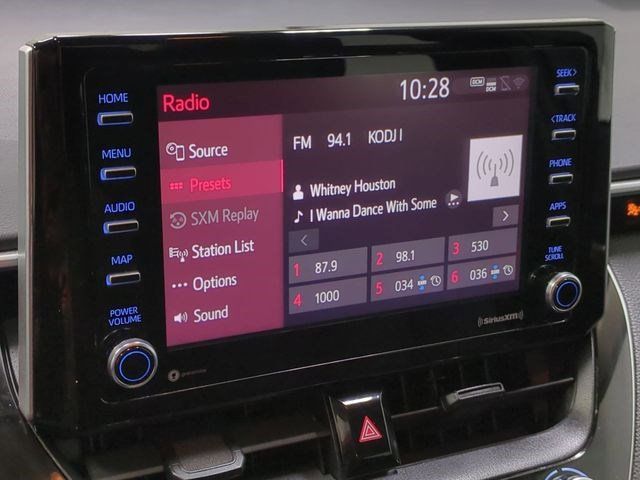 Radio
10:28
DCM
HOME
MENU
AUDIO
MAP
POWER
VOLUME
Source
Presets
SXM Replay
Station List
Options
Sound
FM 94.1 KODJ I
Whitney Houston
I Wanna Dance With Some
<
>
1 87.9
2 98.1
3 530
4 1000
5 034
6 036
SEEK>
<TRACK
PHONE
APPS
TUNE
SCROLL
SiriusXM